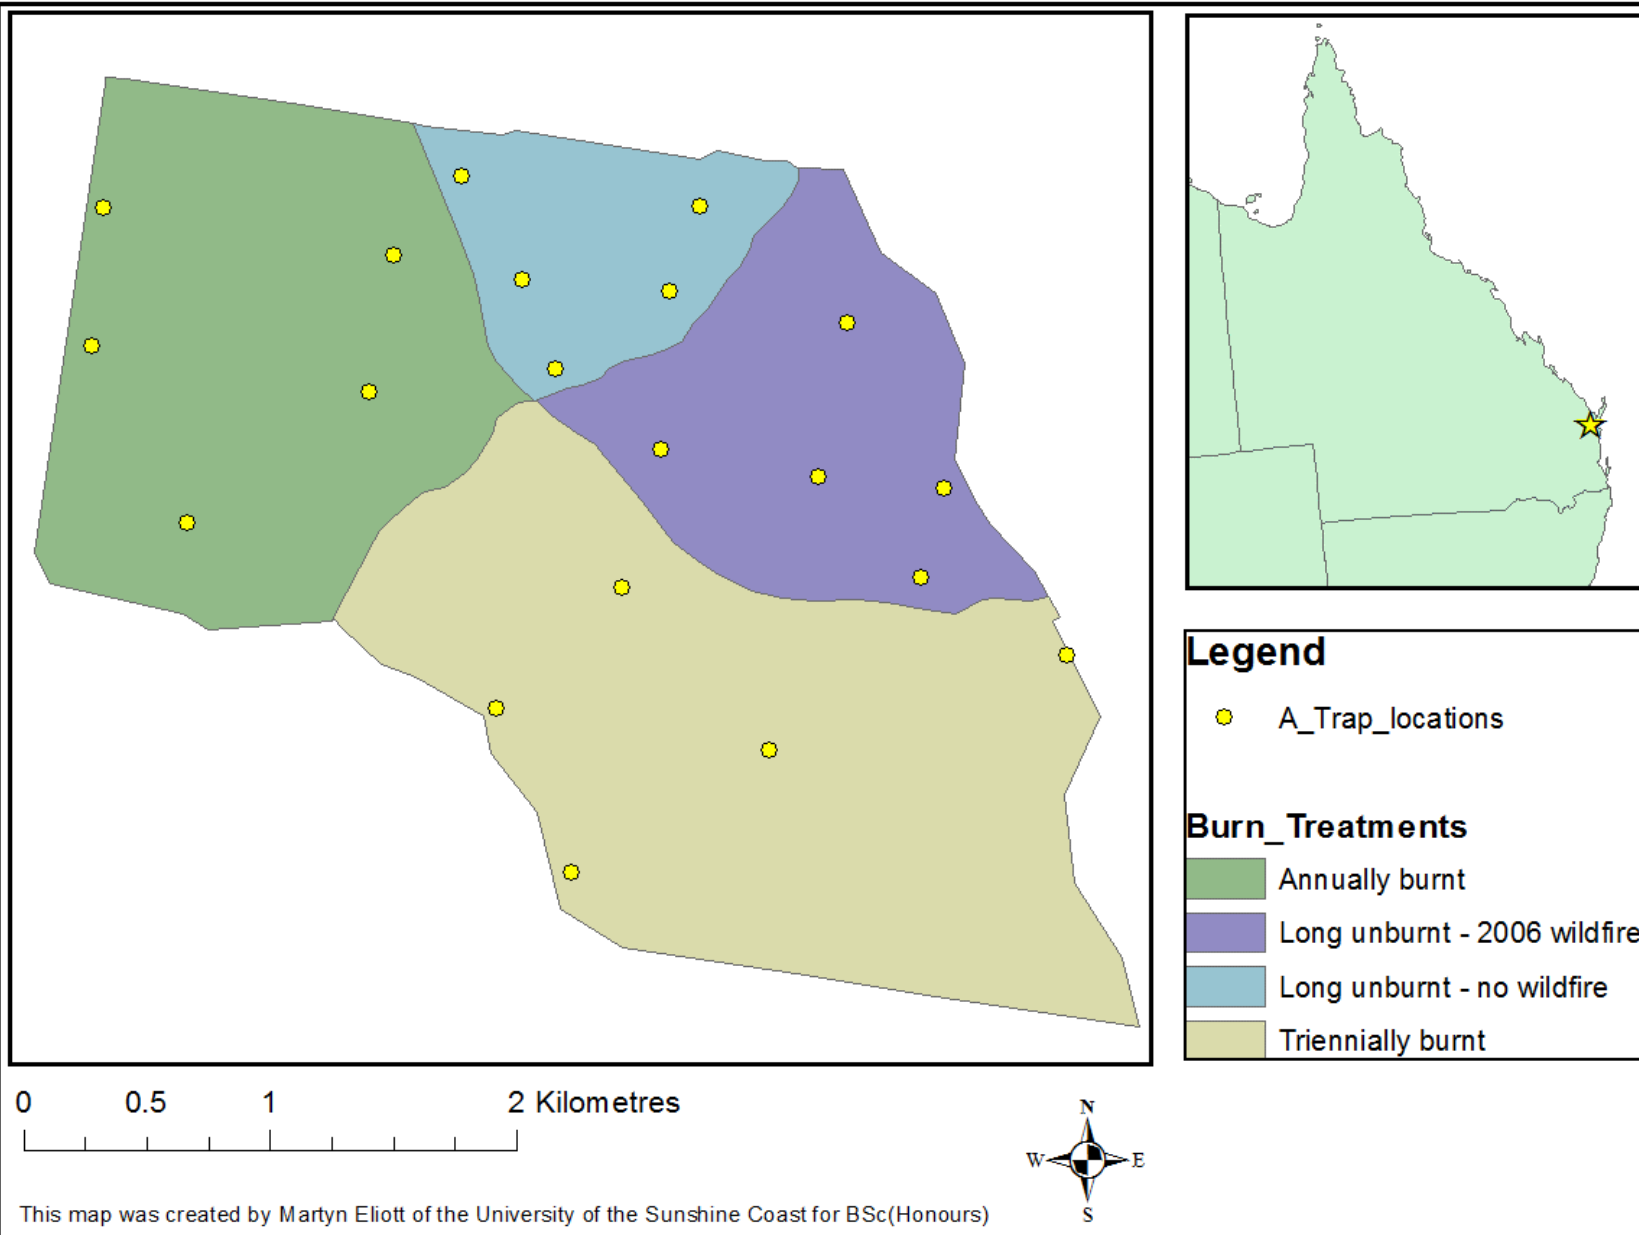 Legend
A_Trap_locations
Burn_Treatments
Annually burnt
Long unburnt - 2006 wildfire
Long unburnt - no wildfire
Triennially burnt
0 0.5 1 2 Kilometres
N
W E
S
This map was created by Martyn Eliott of the University of the Sunshine Coast for BSc(Honours)